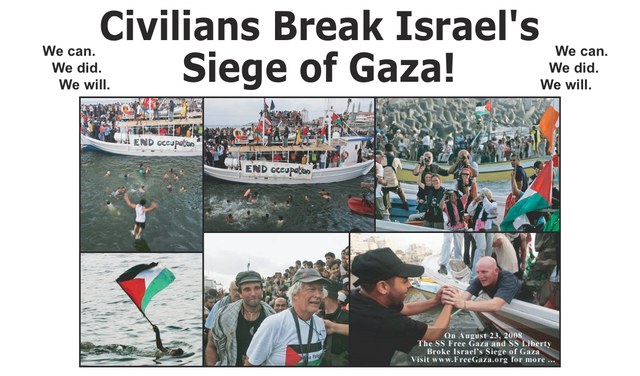 Civilians Break Israel's
Siege of Gaza!
We can.
We did.
We will.
We can.
We did.
We will.
END OCCUPATION
END OCCUPATION
On August 23, 2008
The SS Free Gaza and SS Liberty
Broke Israel's Siege of Gaza
Visit www.FreeGaza.org for more ...